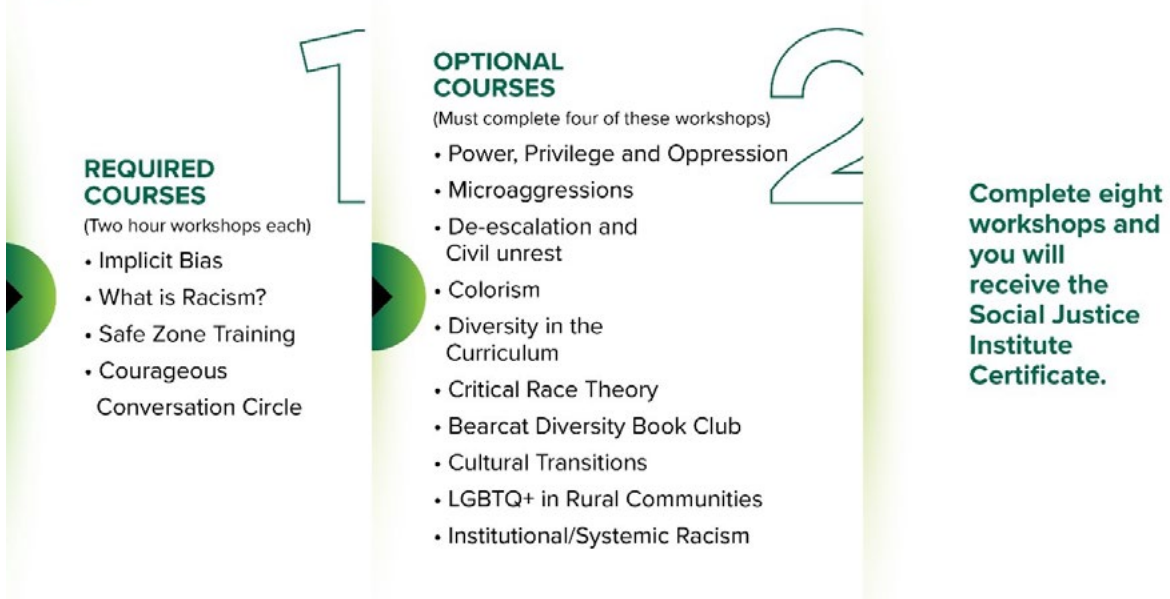 1
REQUIRED
COURSES
(Two hour workshops each)
• Implicit Bias
• What is Racism?
• Safe Zone Training
• Courageous
Conversation Circle
2
OPTIONAL
COURSES
(Must complete four of these workshops)
• Power, Privilege and Oppression
• Microaggressions
• De-escalation and
Civil unrest
• Colorism
• Diversity in the
Curriculum
• Critical Race Theory
• Bearcat Diversity Book Club
• Cultural Transitions
• LGBTQ+ in Rural Communities
• Institutional/Systemic Racism
Complete eight
workshops and
you will
receive the
Social Justice
Institute
Certificate.